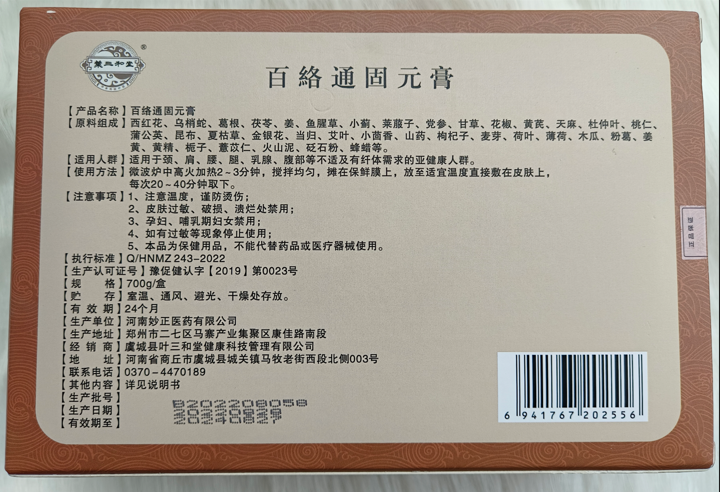 葉三和堂
®
百絡通固元膏
【产品名称】百络通固元膏
【原料组成】西红花、乌梢蛇、葛根、茯苓、姜、鱼腥草、小蓟、莱菔子、党参、甘草、花椒、黄芪、天麻、杜仲叶、桃仁、
蒲公英、昆布、夏枯草、金银花、当归、艾叶、小茴香、山药、枸杞子、麦芽、荷叶、薄荷、木瓜、粉葛、姜
黄、黄精、栀子、薏苡仁、火山泥、砭石粉、蜂蜡等。
【适用人群】适用于颈、肩、腰、腿、乳腺、腹部等不适及有纤体需求的亚健康人群。
【使用方法】微波炉中高火加热2~3分钟，搅拌均匀，摊在保鲜膜上，放至适宜温度直接敷在皮肤上，
每次20~40分钟取下。
【注意事项】1、注意温度，谨防烫伤；
2、皮肤过敏、破损、溃烂处禁用；
3、孕妇、哺乳期妇女禁用；
4、如有过敏等现象停止使用；
5、本品为保健用品，不能代替药品或医疗器械使用。
【执行标准】Q/HNMZ 243-2022
【生产认可证号】豫促健认字【2019】第0023号
【规 格】700g/盒
【贮 存】室温、通风、避光、干燥处存放。
【有 效 期】24个月
【生产单位】河南妙正医药有限公司
【生产地址】郑州市二七区马寨产业集聚区康佳路南段
【经 销 商】虞城县叶三和堂健康科技管理有限公司
【地 址】河南省商丘市虞城县城关镇马牧老街西段北侧003号
【联系电话】0370-4470189
【其他内容】详见说明书
【生产批号】
【生产日期】
【有效期至】
6 941767 202556